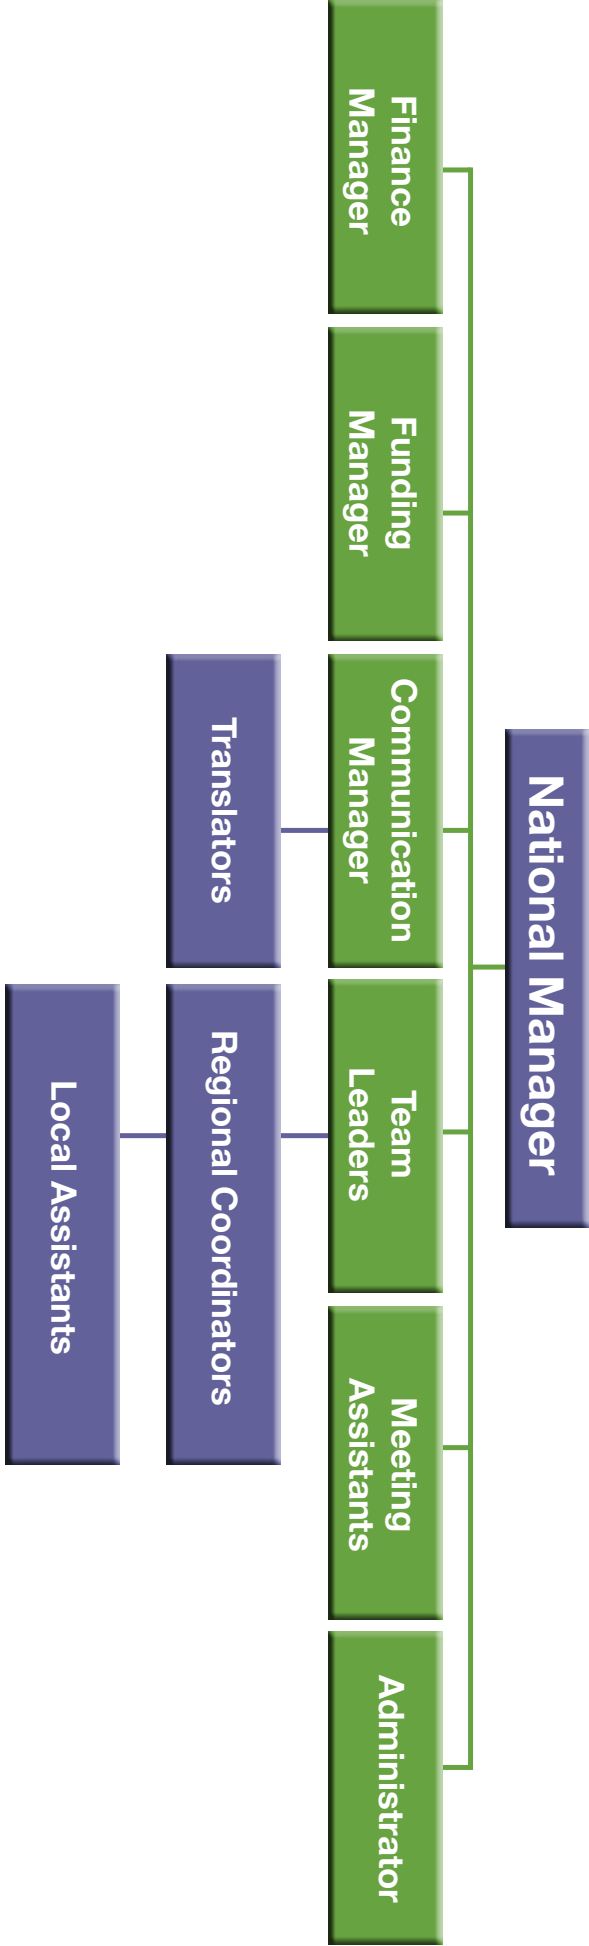 National Manager
Finance
Manager
Funding
Manager
Communication
Manager
Team
Leaders
Meeting
Assistants
Administrator
Translators
Regional Coordinators
Local Assistants